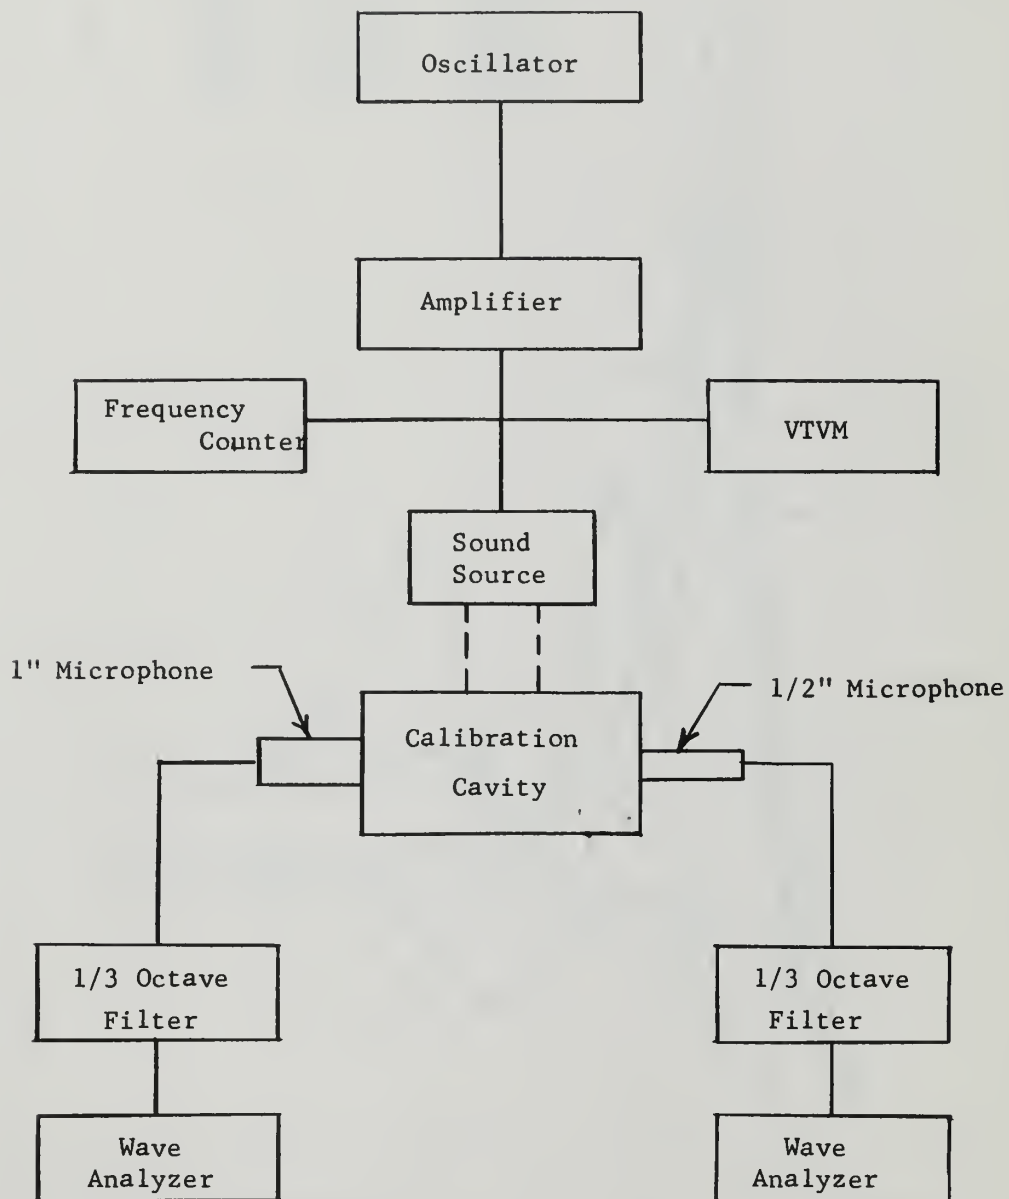 Oscillator
Amplifier
Frequency
Counter
VTVM
Sound
Source
1" Microphone
1/2" Microphone
Calibration
Cavity
1/3 Octave
Filter
1/3 Octave
Filter
Wave
Analyzer
Wave
Analyzer